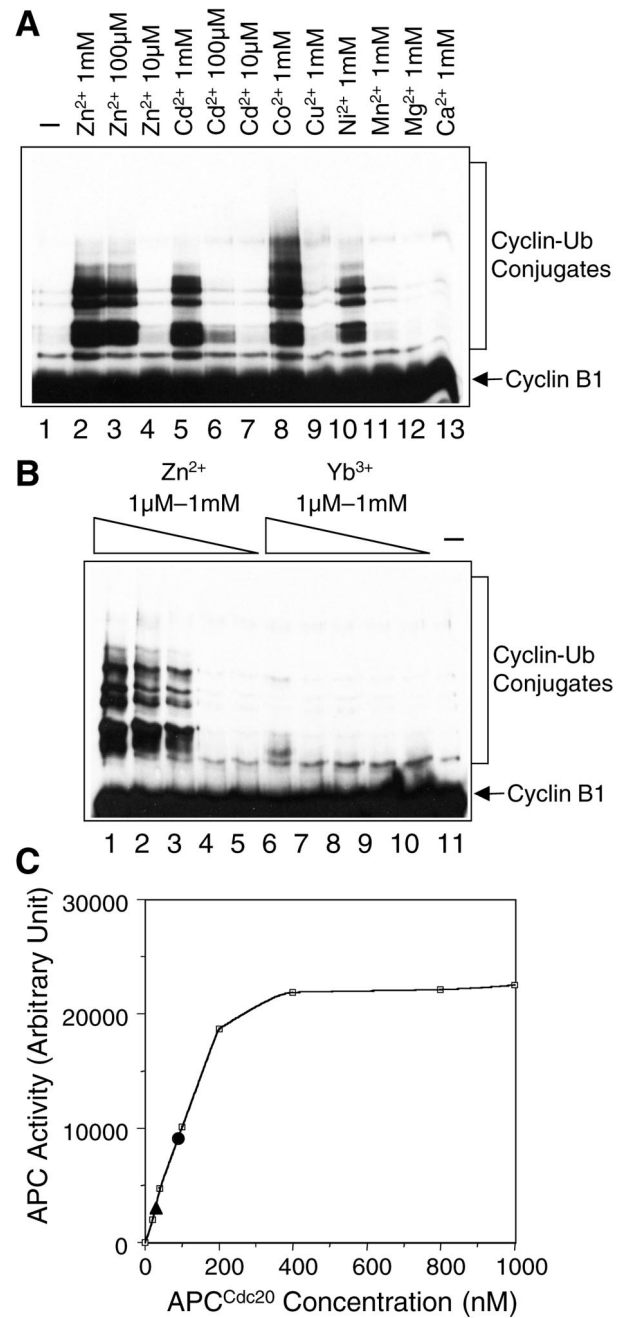 A
– Zn²⁺ 1mM Zn²⁺ 100µM Zn²⁺ 10µM Cd²⁺ 1mM Cd²⁺ 100µM Cd²⁺ 10µM Co²⁺ 1mM Cu²⁺ 1mM Ni²⁺ 1mM Mn²⁺ 1mM Mg²⁺ 1mM Ca²⁺ 1mM
Cyclin-Ub
Conjugates
Cyclin B1
1 2 3 4 5 6 7 8 9 10 11 12 13
B
Zn²⁺ Yb³⁺
1µM–1mM 1µM–1mM –
Cyclin-Ub
Conjugates
Cyclin B1
1 2 3 4 5 6 7 8 9 10 11
C
APC Activity (Arbitrary Unit)
30000
20000
10000
0
0 200 400 600 800 1000
APCᶜᵈᶜ²⁰ Concentration (nM)